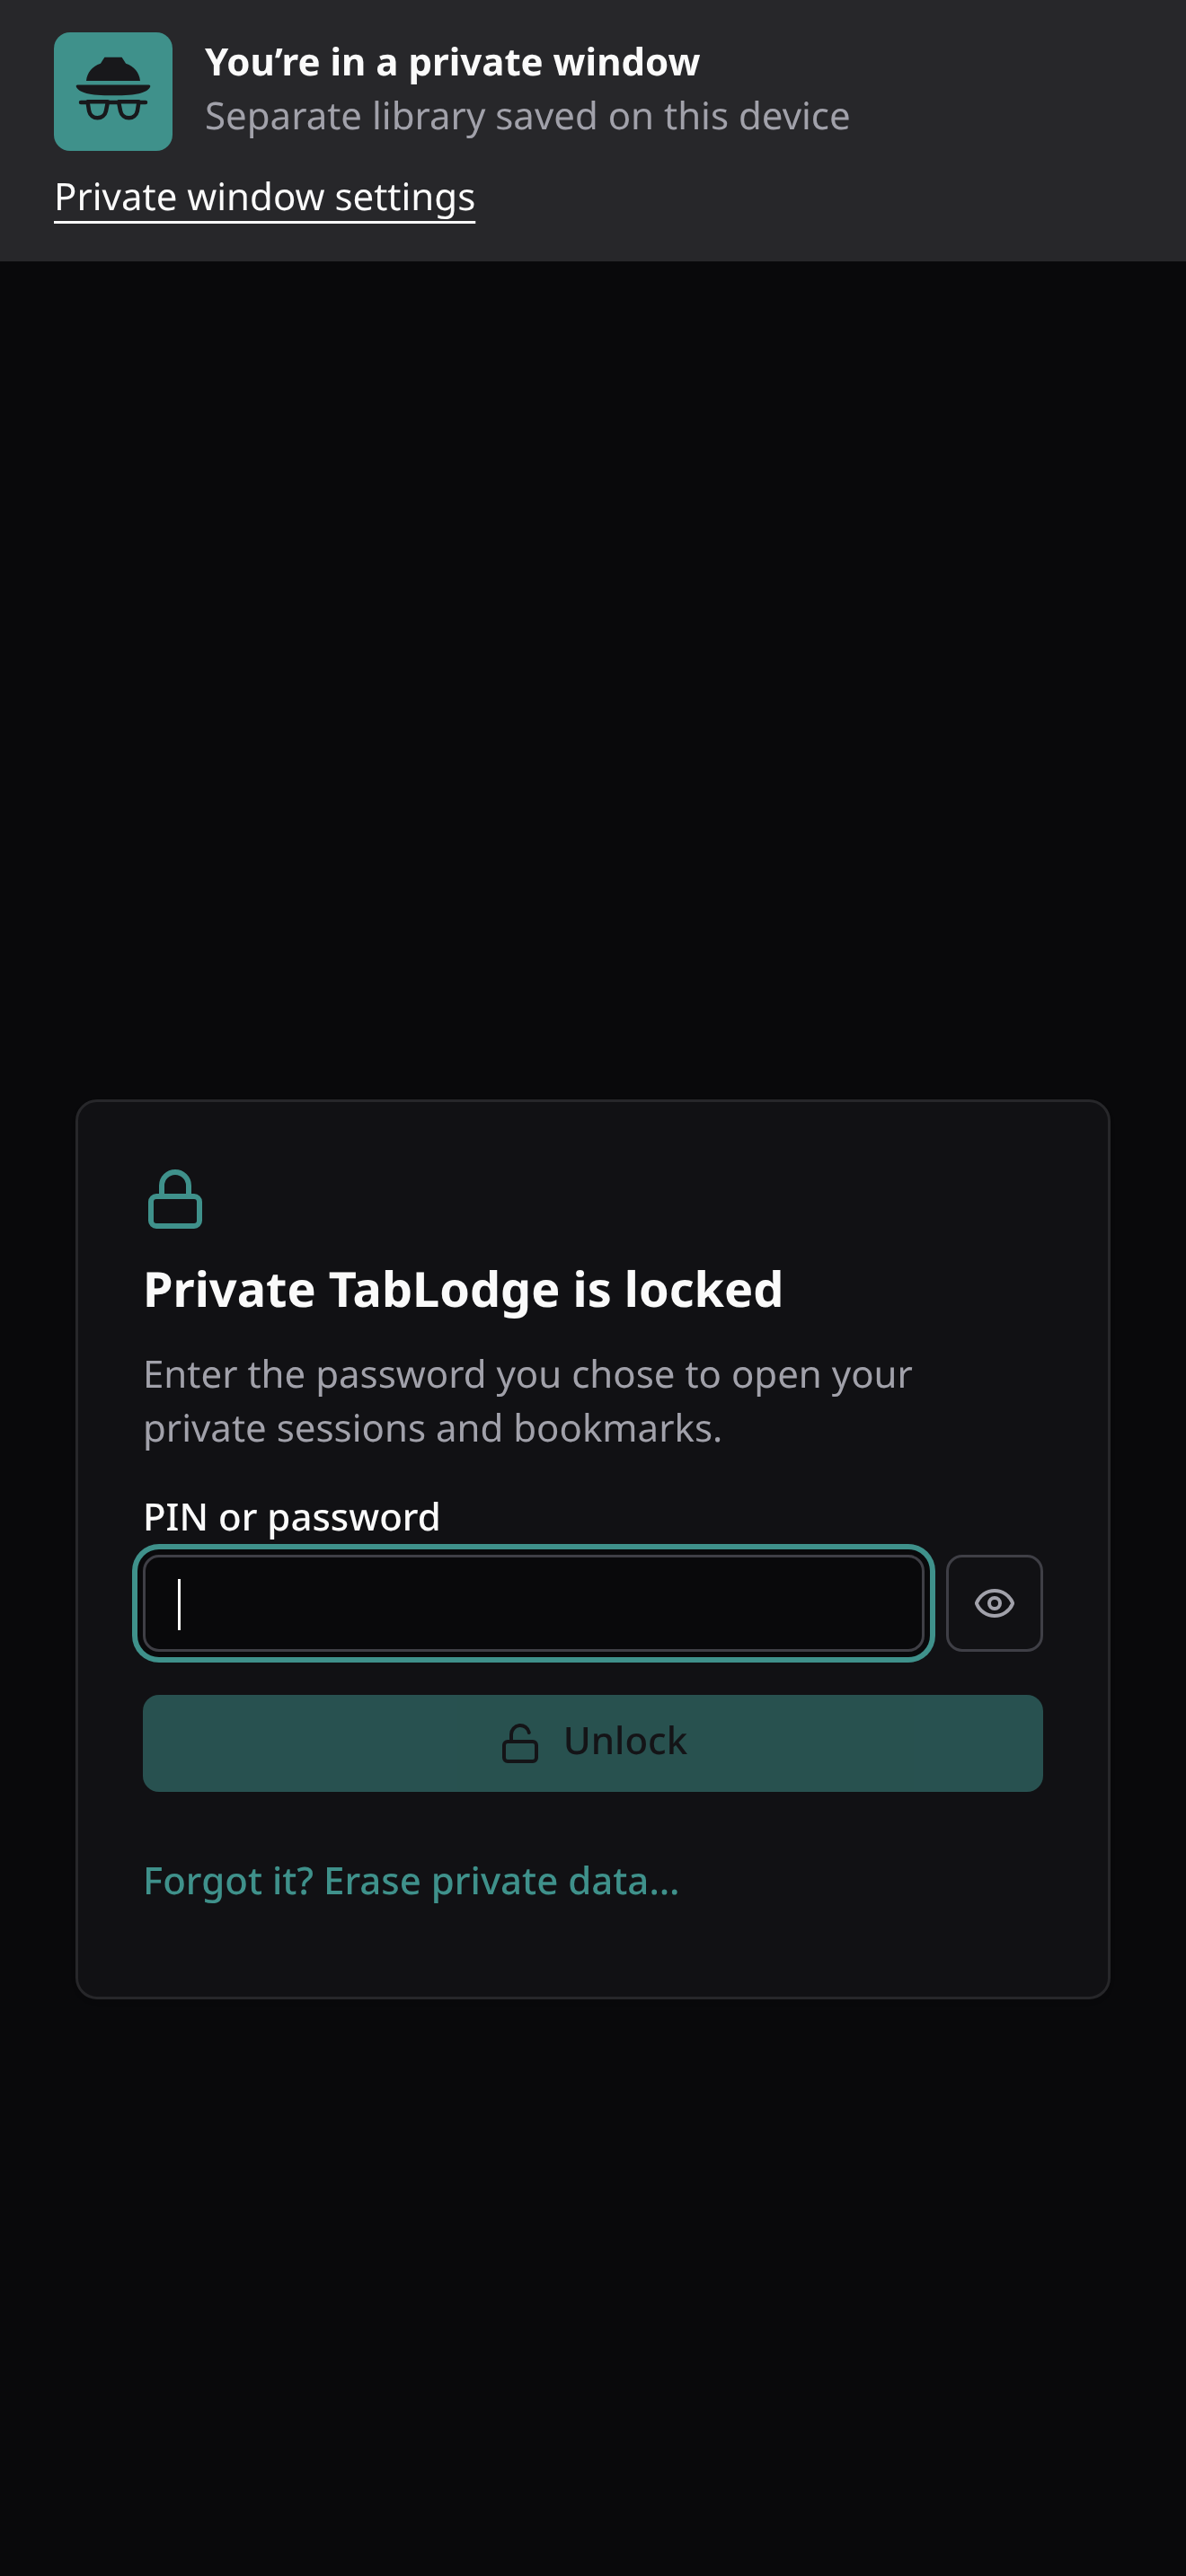 You’re in a private window
Separate library saved on this device
Private window settings
Private TabLodge is locked
Enter the password you chose to open your
private sessions and bookmarks.
PIN or password
Unlock
Forgot it? Erase private data…